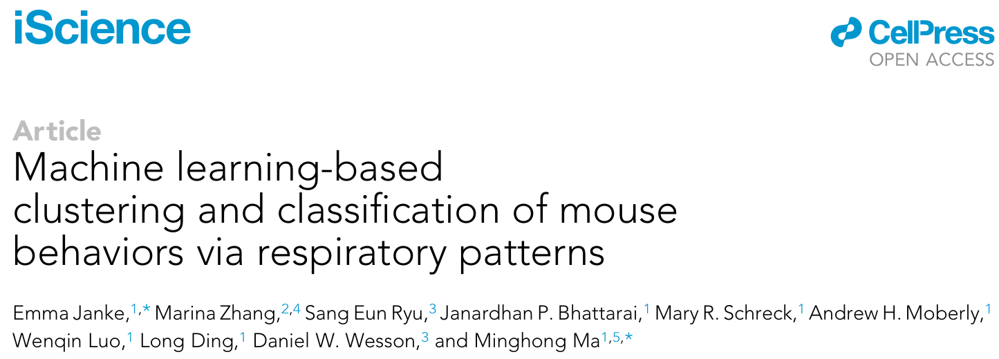 iScience
CellPress
OPEN ACCESS
Article
Machine learning-based
clustering and classification of mouse
behaviors via respiratory patterns
Emma Janke,1,* Marina Zhang,2,4 Sang Eun Ryu,3 Janardhan P. Bhattarai,1 Mary R. Schreck,1 Andrew H. Moberly,1
Wenqin Luo,1 Long Ding,1 Daniel W. Wesson,3 and Minghong Ma1,5,*